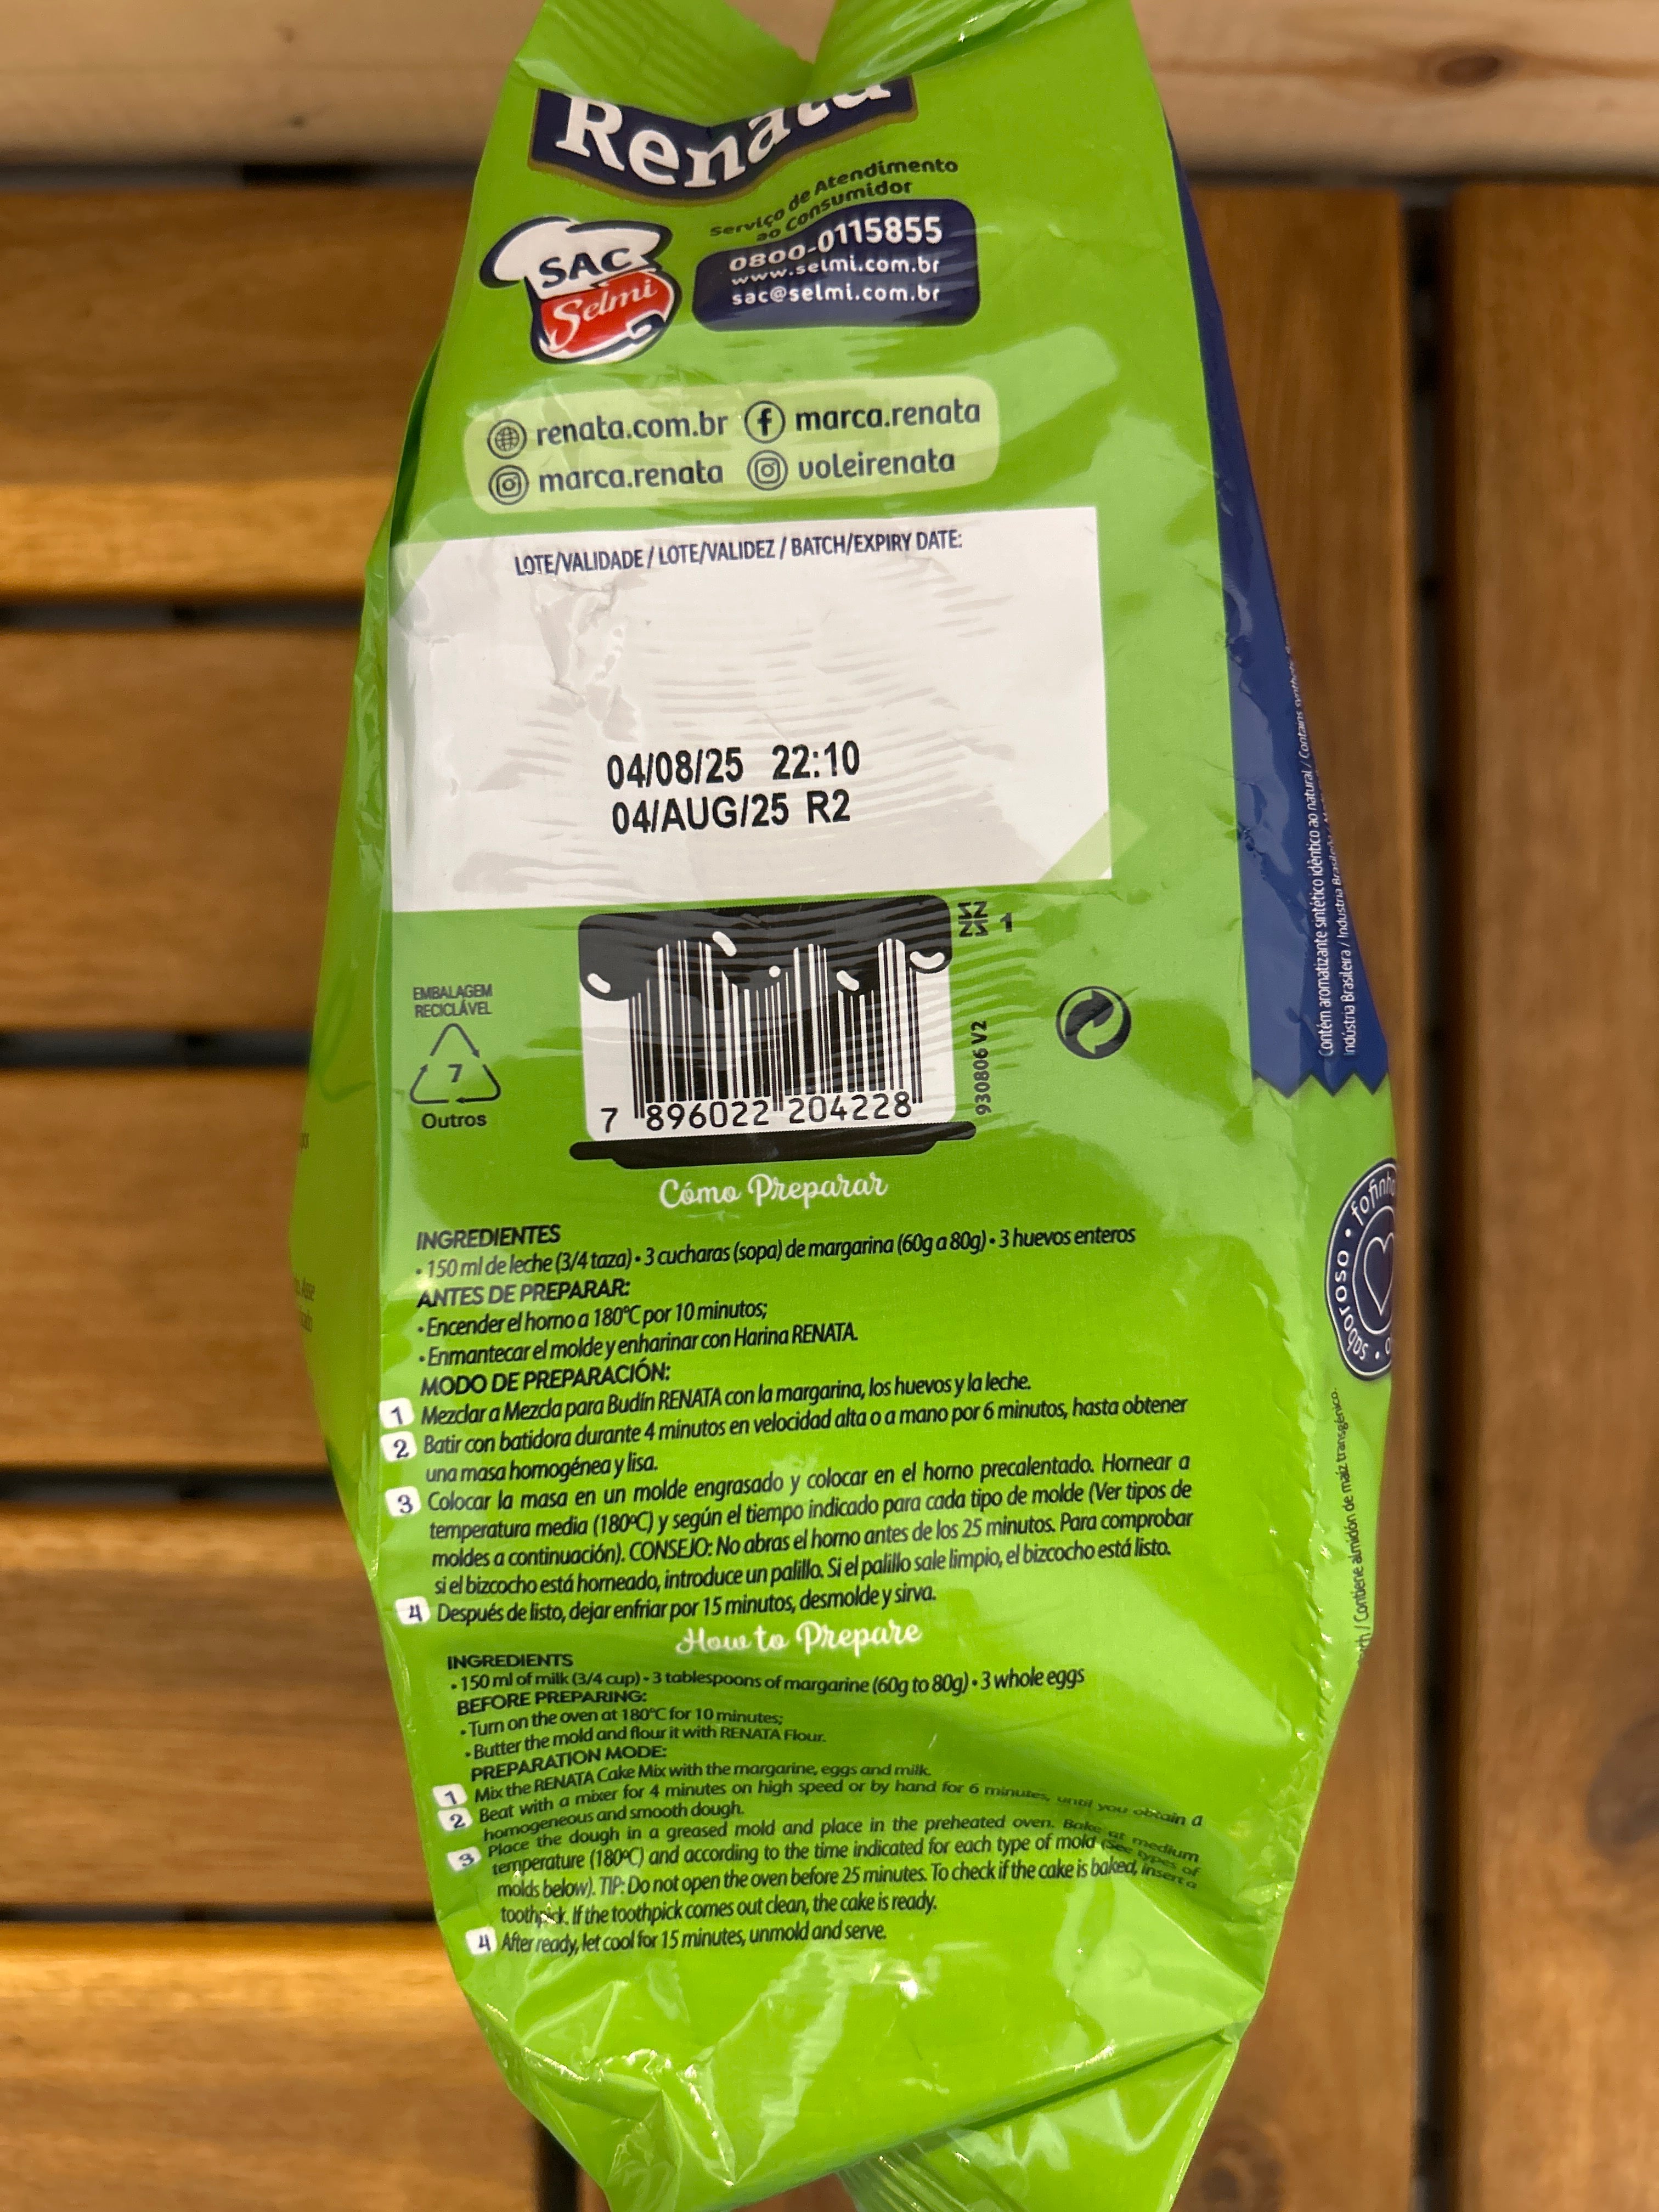 Renata
Serviço de Atendimento
ao Consumidor
SAC
Selmi
0800-0115855
www.selmi.com.br
sac@selmi.com.br
renata.com.br marca.renata
marca.renata voleirenata
LOTE/VALIDADE / LOTE/VALIDEZ / BATCH/EXPIRY DATE:
04/08/25 22:10
04/AUG/25 R2
EMBALAGEM
RECICLÁVEL
7
Outros
1
930806 V2
7 896022 204228
Cómo Preparar
INGREDIENTES
• 150 ml de leche (3/4 taza) • 3 cucharas (sopa) de margarina (60g a 80g) • 3 huevos enteros
ANTES DE PREPARAR:
• Encender el horno a 180°C por 10 minutos;
• Enmantecar el molde y enharinar con Harina RENATA.
MODO DE PREPARACIÓN:
1 Mezclar a Mezcla para Budín RENATA con la margarina, los huevos y la leche.
2 Batir con batidora durante 4 minutos en velocidad alta o a mano por 6 minutos, hasta obtener
una masa homogénea y lisa.
3 Colocar la masa en un molde engrasado y colocar en el horno precalentado. Hornear a
temperatura media (180ºC) y según el tiempo indicado para cada tipo de molde (Ver tipos de
moldes a continuación). CONSEJO: No abras el horno antes de los 25 minutos. Para comprobar
si el bizcocho está horneado, introduce un palillo. Si el palillo sale limpio, el bizcocho está listo.
4 Después de listo, dejar enfriar por 15 minutos, desmolde y sirva.
How to Prepare
INGREDIENTS
• 150 ml of milk (3/4 cup) • 3 tablespoons of margarine (60g to 80g) • 3 whole eggs
BEFORE PREPARING:
• Turn on the oven at 180°C for 10 minutes;
• Butter the mold and flour it with RENATA Flour.
PREPARATION MODE:
1 Mix the RENATA Cake Mix with the margarine, eggs and milk.
2 Beat with a mixer for 4 minutes on high speed or by hand for 6 minutes, until you obtain a
homogeneous and smooth dough.
3 Place the dough in a greased mold and place in the preheated oven. Bake at medium
temperature (180ºC) and according to the time indicated for each type of mold (See types of
molds below). TIP: Do not open the oven before 25 minutes. To check if the cake is baked, insert a
toothpick. If the toothpick comes out clean, the cake is ready.
4 After ready, let cool for 15 minutes, unmold and serve.
Contém aromatizante sintético idêntico ao natural / Contains
Indústria Brasileira / Industria
saboroso • fofinho
/ Contiene almidón de maíz transgénico.